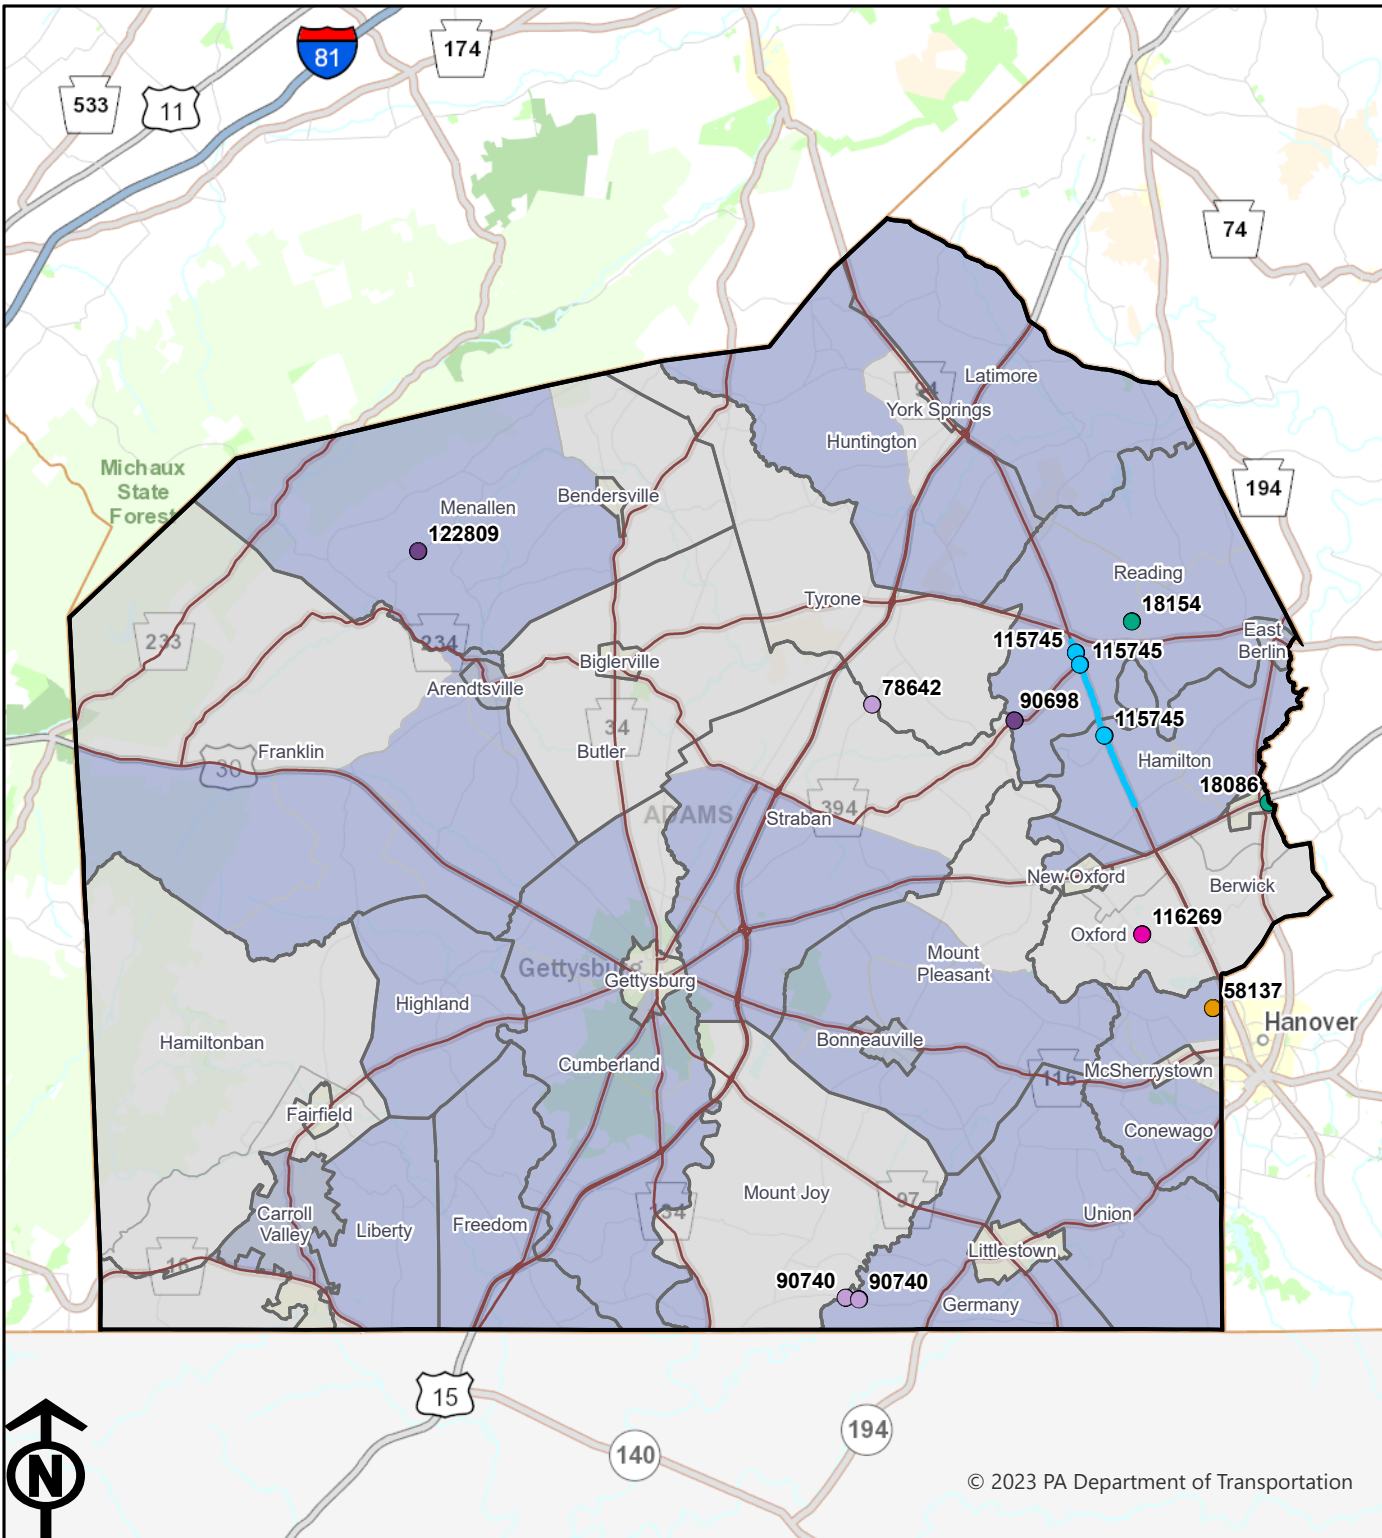 81
174
533
11
74
Latimore
94
York Springs
Huntington
Michaux
State
Forest
194
Bendersville
Menallen
122809
Reading
18154
Tyrone
East
Berlin
233
234
115745
115745
Biglerville
Arendtsville
78642
90698
115745
34
Franklin
30
Butler
Hamilton
18086
ADAMS
394
Straban
New Oxford
Berwick
116269
Oxford
Mount
Pleasant
Gettysburg
Gettysburg
58137
Highland
Hanover
Hamiltonban
Bonneauville
Cumberland
116
McSherrystown
Fairfield
Conewago
Mount Joy
97
Carroll
Valley
Liberty
Freedom
134
Union
Littlestown
16
90740
90740
Germany
15
194
140
N
© 2023 PA Department of Transportation